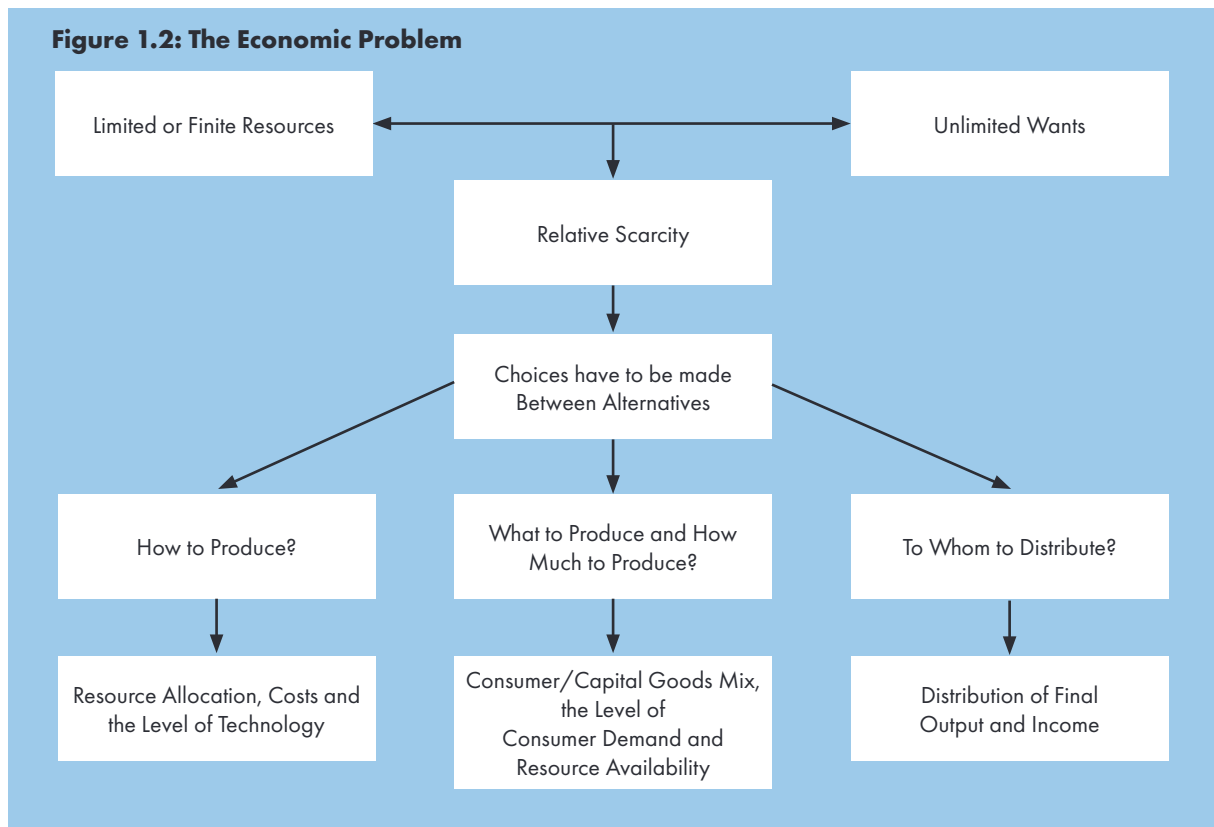 Figure 1.2: The Economic Problem
Limited or Finite Resources
Unlimited Wants
Relative Scarcity
Choices have to be made
Between Alternatives
How to Produce?
What to Produce and How
Much to Produce?
To Whom to Distribute?
Resource Allocation, Costs and
the Level of Technology
Consumer/Capital Goods Mix,
the Level of
Consumer Demand and
Resource Availability
Distribution of Final
Output and Income